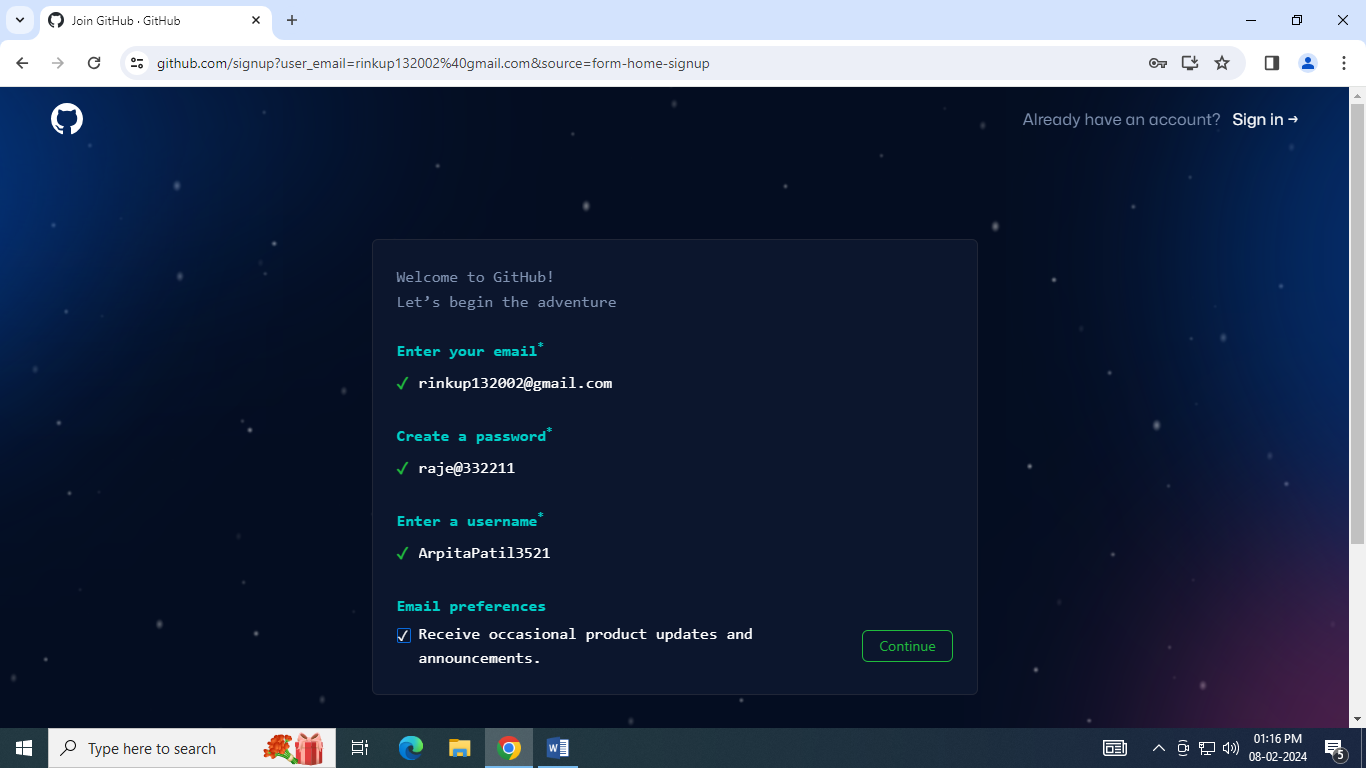 Join GitHub · GitHub
github.com/signup?user_email=rinkup132002%40gmail.com&source=form-home-signup
Already have an account? Sign in →
Welcome to GitHub!
Let’s begin the adventure
Enter your email*
✓ rinkup132002@gmail.com
Create a password*
✓ raje@332211
Enter a username*
✓ ArpitaPatil3521
Email preferences
Receive occasional product updates and
announcements.
Continue
Type here to search
01:16 PM
08-02-2024
5